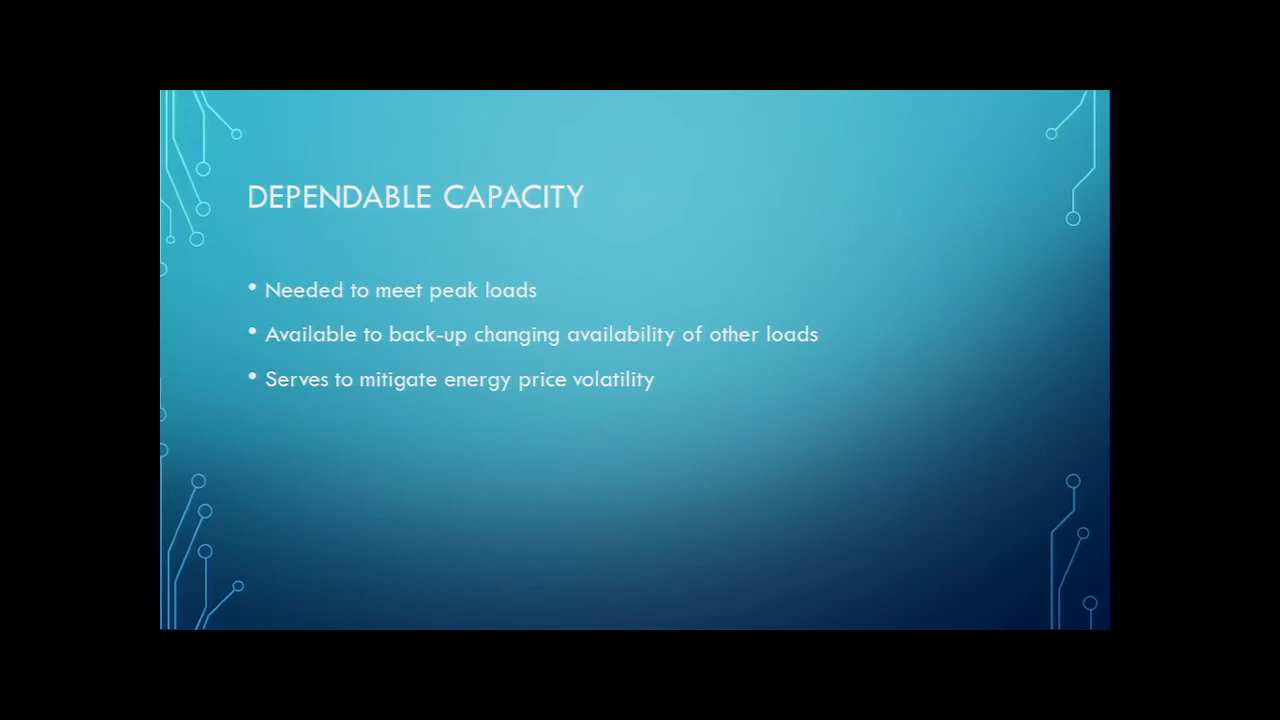 DEPENDABLE CAPACITY
• Needed to meet peak loads
• Available to back-up changing availability of other loads
• Serves to mitigate energy price volatility